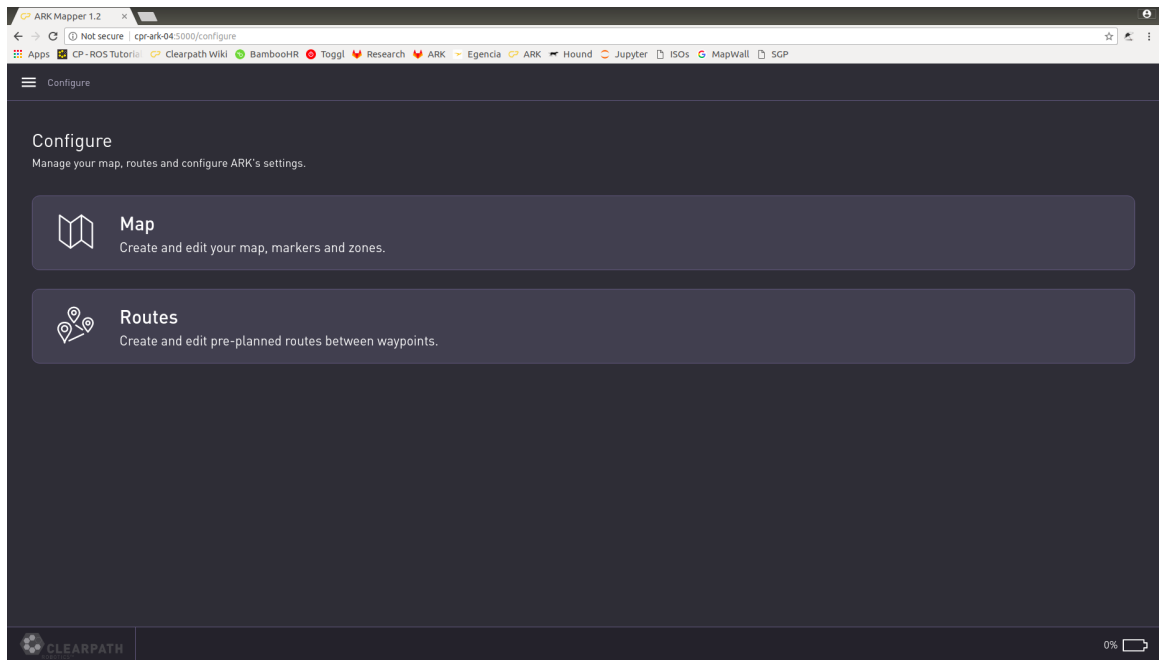 ARK Mapper 1.2
Not secure | cpr-ark-04:5000/configure
Apps CP - ROS Tutorial Clearpath Wiki BambooHR Toggl Research ARK Egencia ARK Hound Jupyter ISOs MapWall SGP
Configure
Configure
Manage your map, routes and configure ARK's settings.
Map
Create and edit your map, markers and zones.
Routes
Create and edit pre-planned routes between waypoints.
CLEARPATH
0%